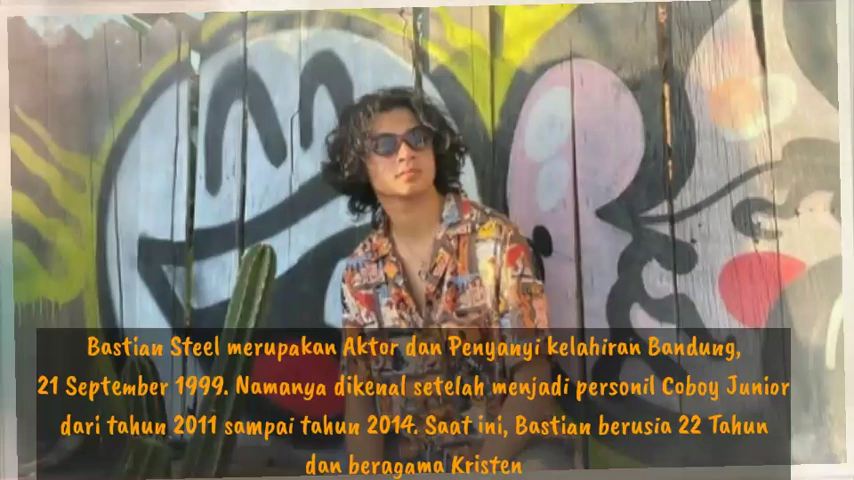 Bastian Steel merupakan Aktor dan Penyanyi kelahiran Bandung,
21 September 1999. Namanya dikenal setelah menjadi personil Coboy Junior
dari tahun 2011 sampai tahun 2014. Saat ini, Bastian berusia 22 Tahun
dan beragama Kristen